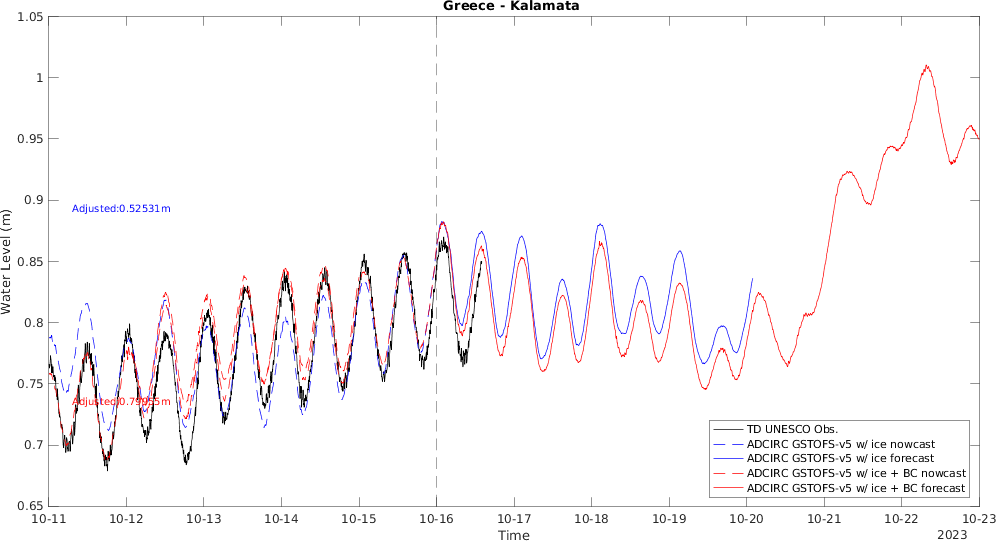 Greece - Kalamata
1.05
1
0.95
0.9
0.85
0.8
0.75
0.7
0.65
Water Level (m)
Adjusted:0.52531m
Adjusted:0.79955m
TD UNESCO Obs.
ADCIRC GSTOFS-v5 w/ ice nowcast
ADCIRC GSTOFS-v5 w/ ice forecast
ADCIRC GSTOFS-v5 w/ ice + BC nowcast
ADCIRC GSTOFS-v5 w/ ice + BC forecast
10-11 10-12 10-13 10-14 10-15 10-16 10-17 10-18 10-19 10-20 10-21 10-22 10-23
Time
2023